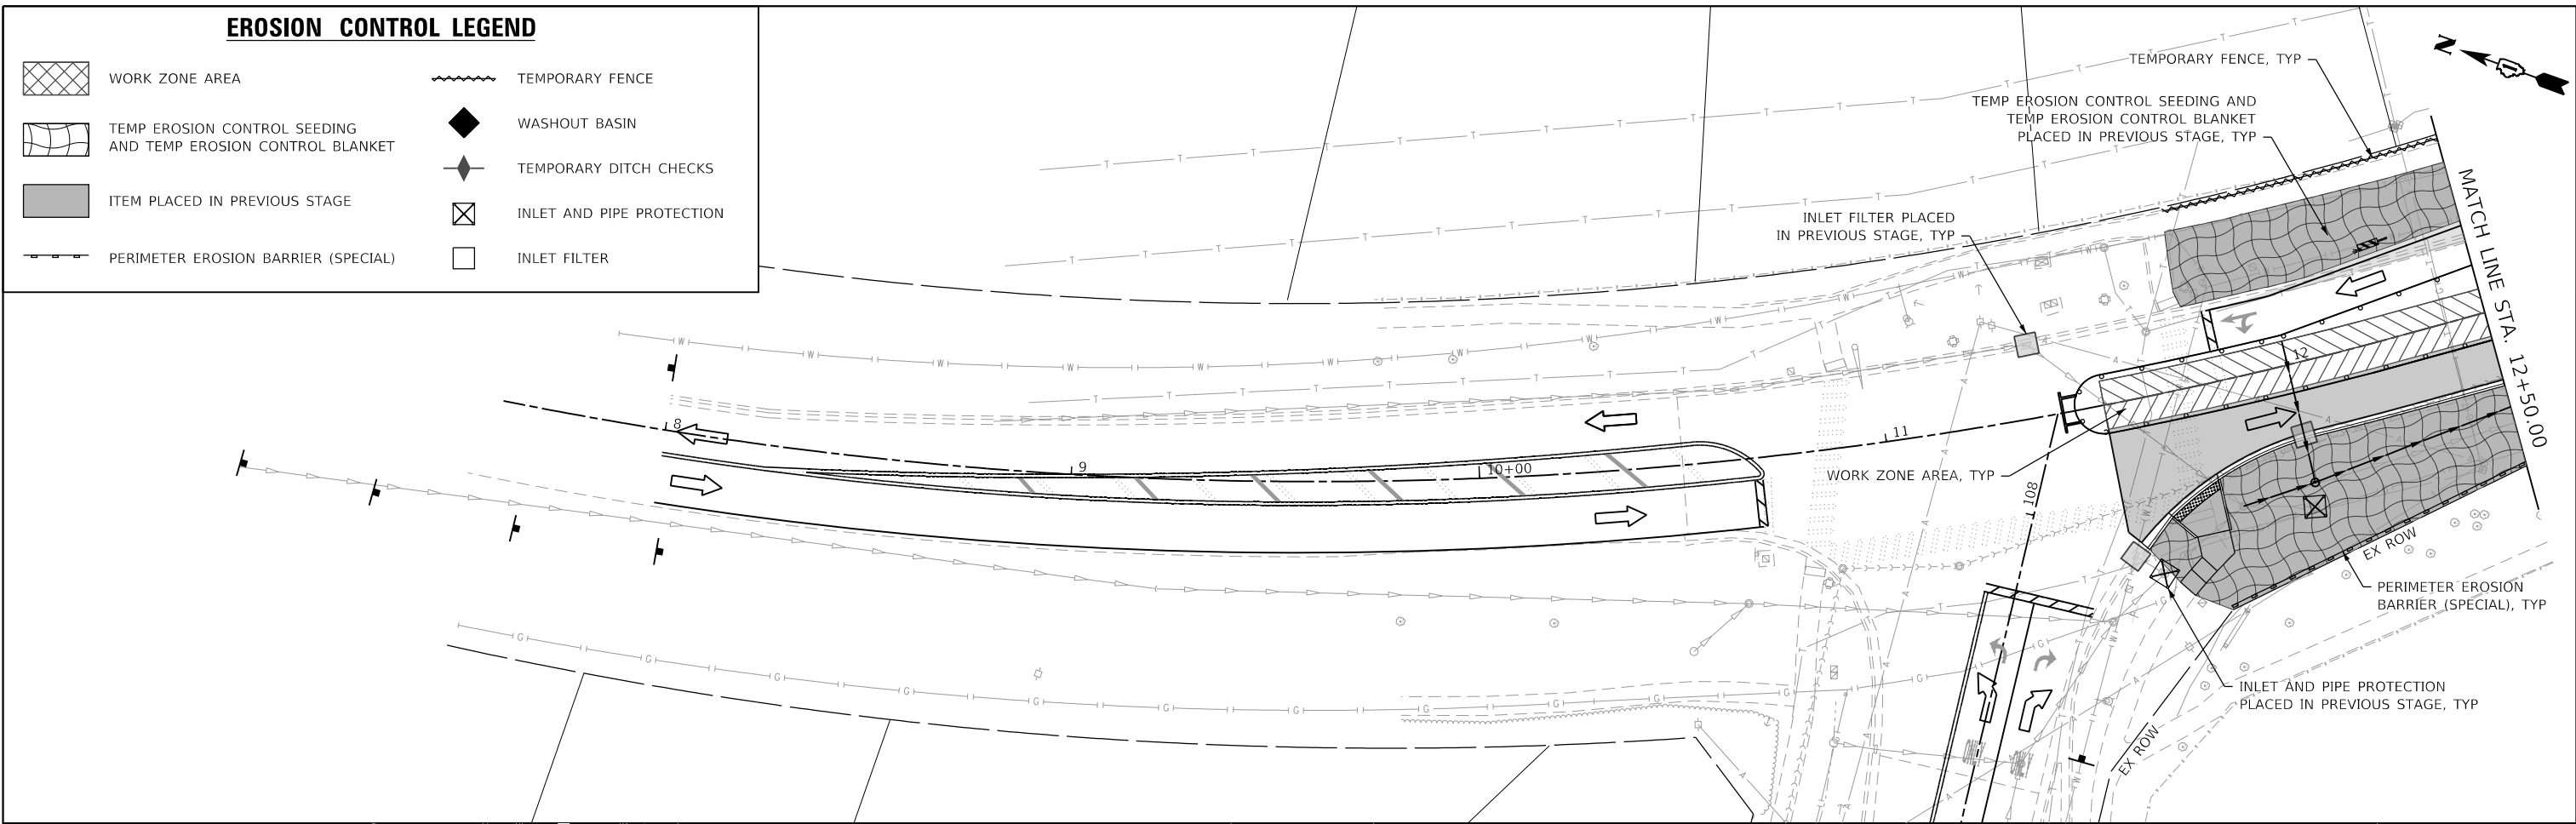 EROSION CONTROL LEGEND
WORK ZONE AREA
TEMP EROSION CONTROL SEEDING
AND TEMP EROSION CONTROL BLANKET
ITEM PLACED IN PREVIOUS STAGE
PERIMETER EROSION BARRIER (SPECIAL)
TEMPORARY FENCE
WASHOUT BASIN
TEMPORARY DITCH CHECKS
INLET AND PIPE PROTECTION
INLET FILTER
N
TEMPORARY FENCE, TYP
TEMP EROSION CONTROL SEEDING AND
TEMP EROSION CONTROL BLANKET
PLACED IN PREVIOUS STAGE, TYP
INLET FILTER PLACED
IN PREVIOUS STAGE, TYP
MATCH LINE STA. 12+50.00
8
9
10+00
11
12
WORK ZONE AREA, TYP
108
EX ROW
PERIMETER EROSION
BARRIER (SPECIAL), TYP
INLET AND PIPE PROTECTION
PLACED IN PREVIOUS STAGE, TYP
EX ROW